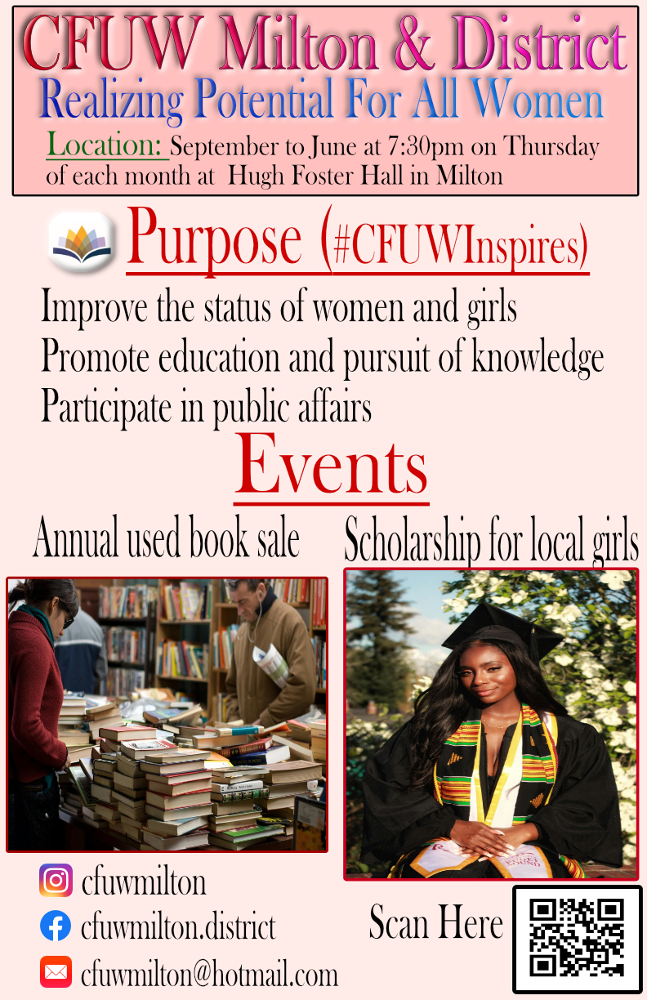 CFUW Milton & District
Realizing Potential For All Women
Location: September to June at 7:30pm on Thursday
of each month at Hugh Foster Hall in Milton
Purpose (#CFUWInspires)
Improve the status of women and girls
Promote education and pursuit of knowledge
Participate in public affairs
Events
Annual used book sale
Scholarship for local girls
cfuwmilton
cfuwmilton.district
cfuwmilton@hotmail.com
Scan Here